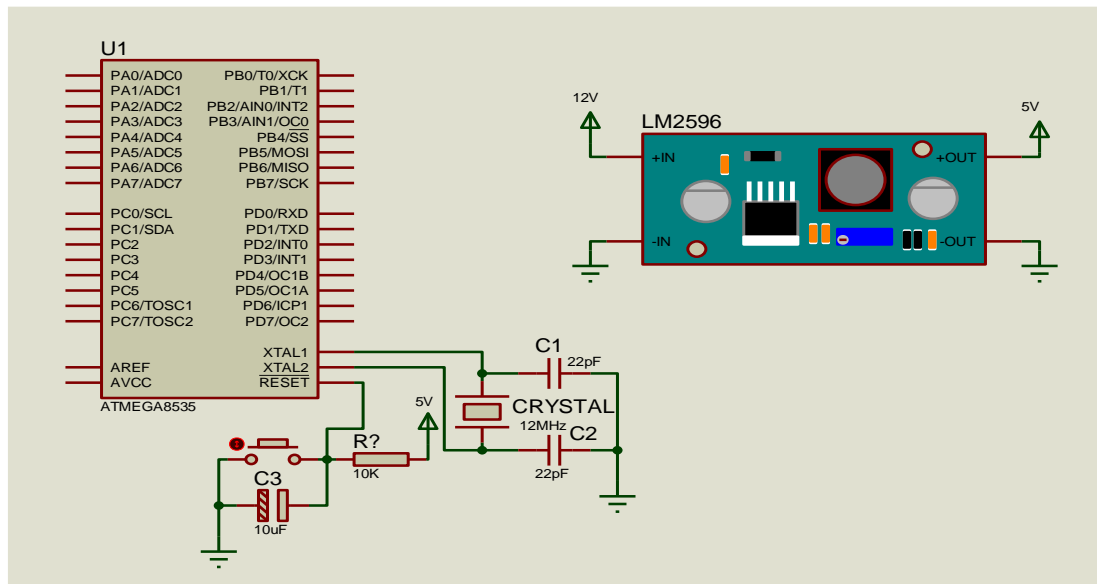 U1
PA0/ADC0 PB0/T0/XCK
PA1/ADC1 PB1/T1
PA2/ADC2 PB2/AIN0/INT2
PA3/ADC3 PB3/AIN1/OC0
PA4/ADC4 PB4/SS
PA5/ADC5 PB5/MOSI
PA6/ADC6 PB6/MISO
PA7/ADC7 PB7/SCK
PC0/SCL PD0/RXD
PC1/SDA PD1/TXD
PC2 PD2/INT0
PC3 PD3/INT1
PC4 PD4/OC1B
PC5 PD5/OC1A
PC6/TOSC1 PD6/ICP1
PC7/TOSC2 PD7/OC2
XTAL1
AREF XTAL2
AVCC RESET
ATMEGA8535
12V
LM2596
5V
+IN +OUT
-IN -OUT
C1
22pF
CRYSTAL
12MHz
C2
22pF
5V
R?
10K
C3
10uF